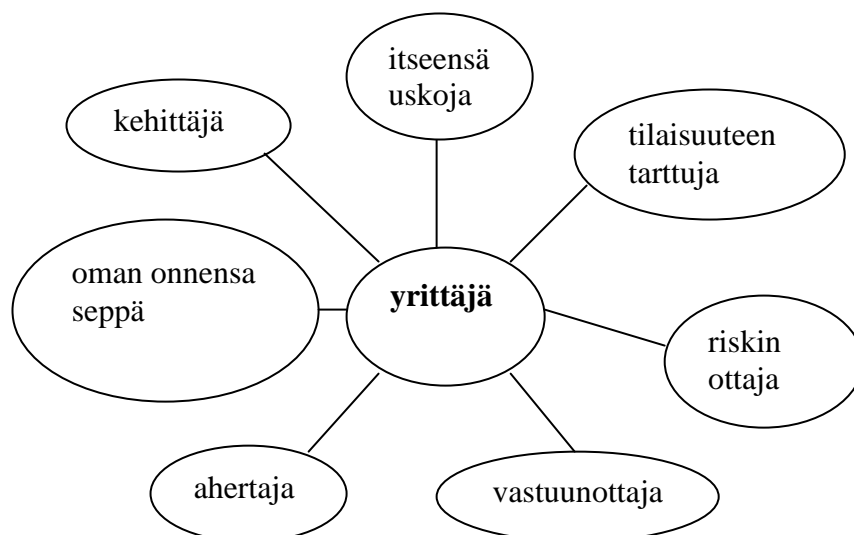 itseensä
uskoja
kehittäjä
tilaisuuteen
tarttuja
oman onnensa
seppä
yrittäjä
riskin
ottaja
ahertaja
vastuunottaja